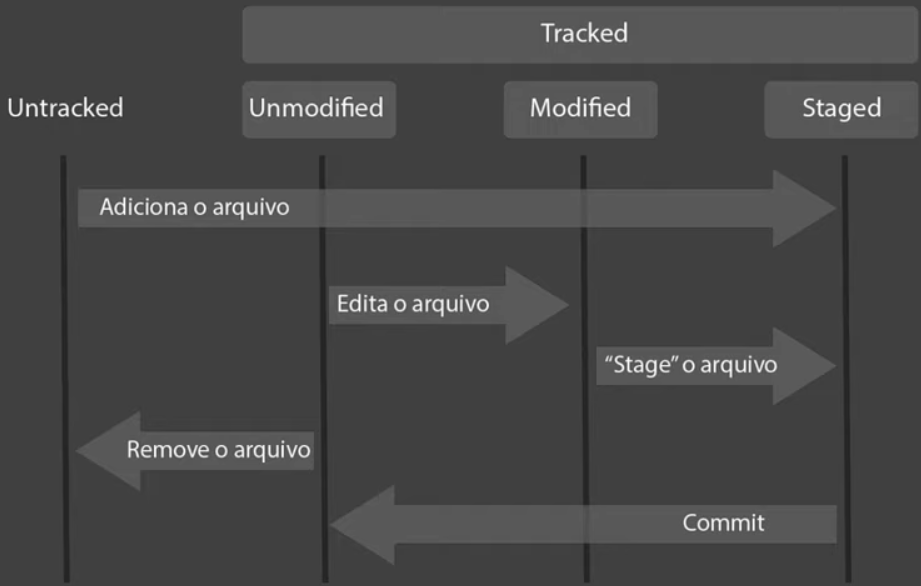 Tracked
Untracked
Unmodified
Modified
Staged
Adiciona o arquivo
Edita o arquivo
“Stage” o arquivo
Remove o arquivo
Commit